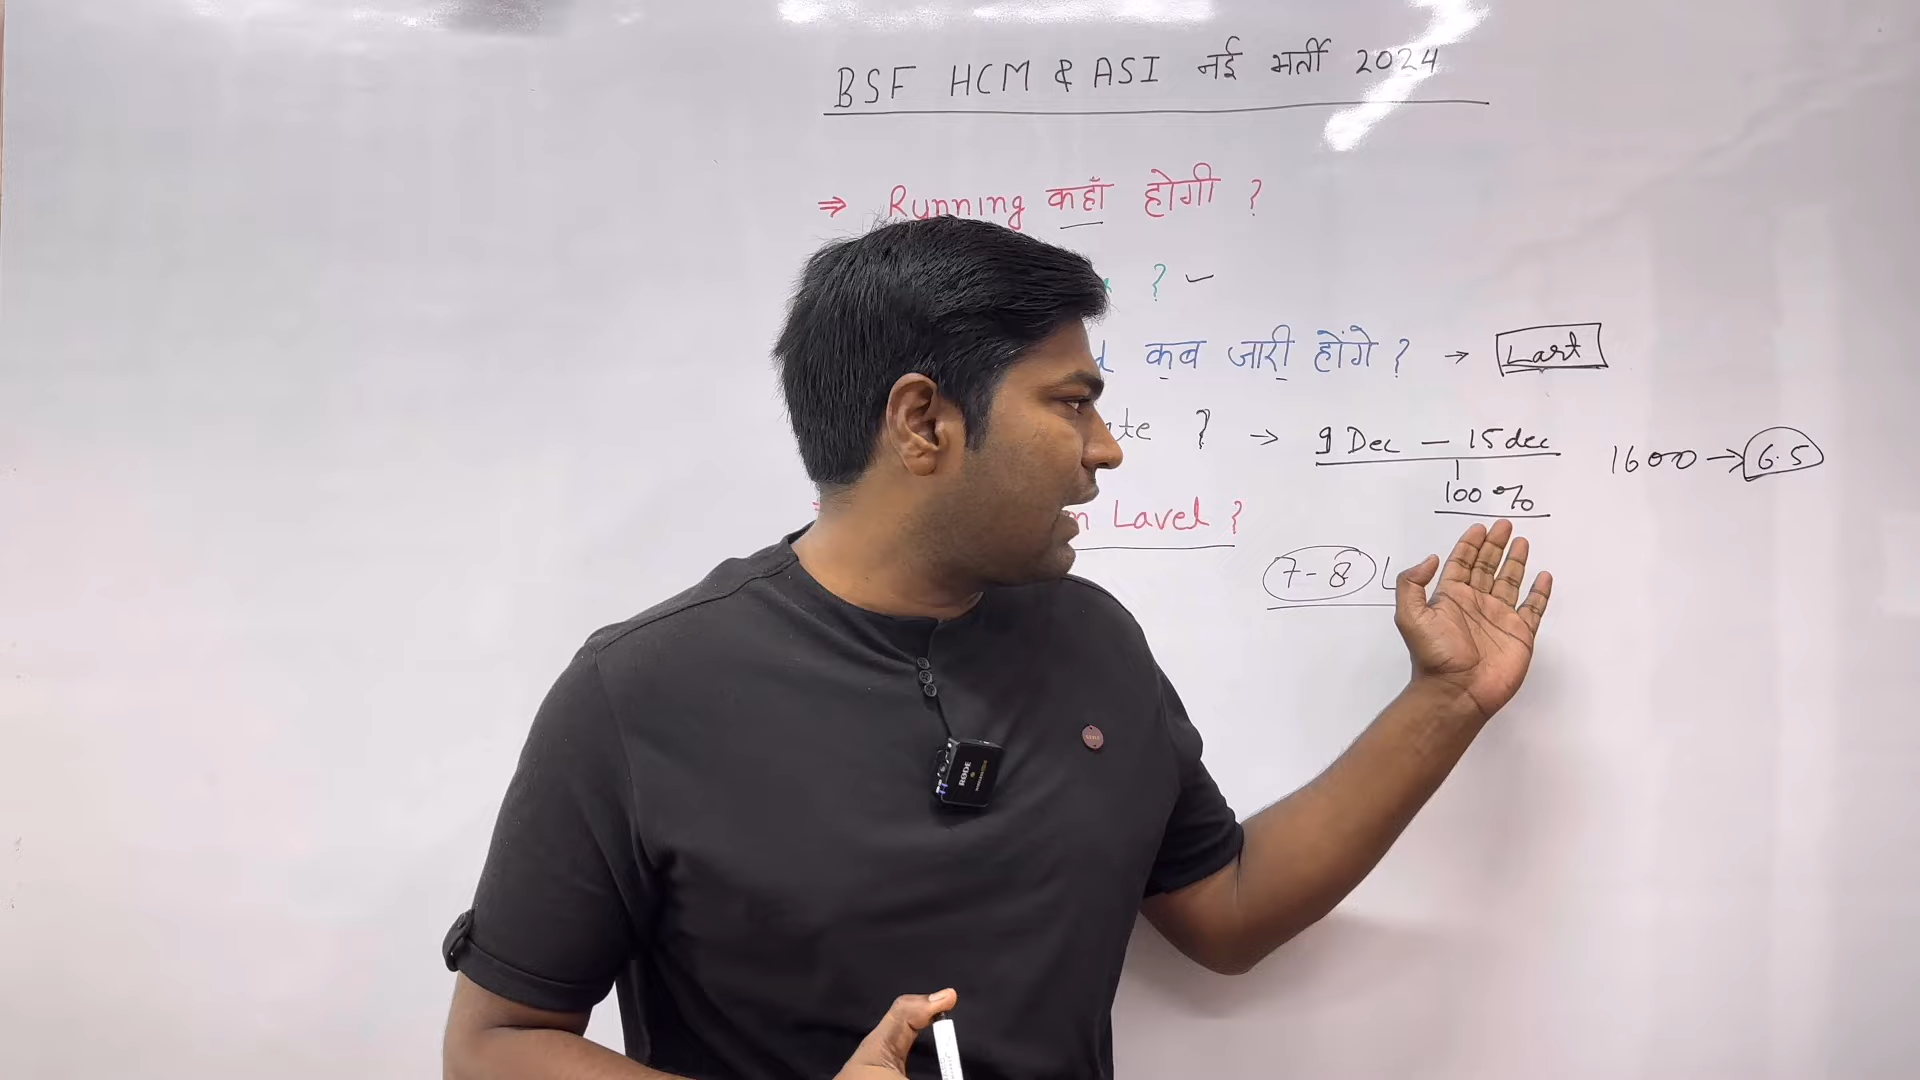 BSF HCM & ASI नई भर्ती 2024
⇒ Running कहाँ होगी ?
? ✓
कब जारी होंगे ? → Last
? → 9 Dec — 15 dec 1600 → 6.5
100 %
Lavel ?
7-8
RØDE